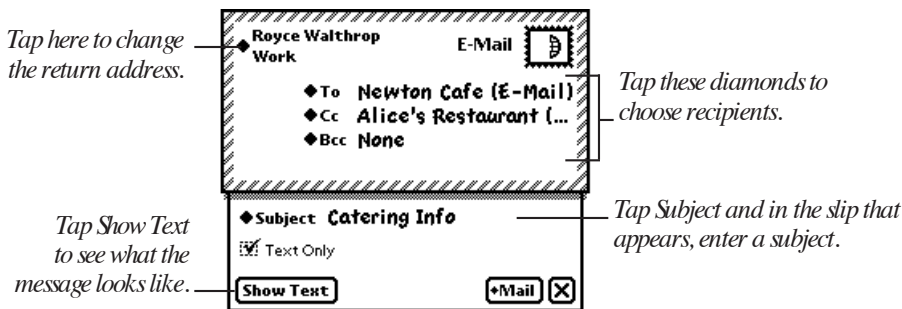 Tap here to change
the return address.
Royce Walthrop
Work
E-Mail
◆To Newton Cafe (E-Mail)
◆Cc Alice's Restaurant (...
◆Bcc None
Tap these diamonds to
choose recipients.
◆Subject Catering Info
Text Only
Tap Subject and in the slip that
appears, enter a subject.
Tap Show Text
to see what the
message looks like.
Show Text
◆Mail